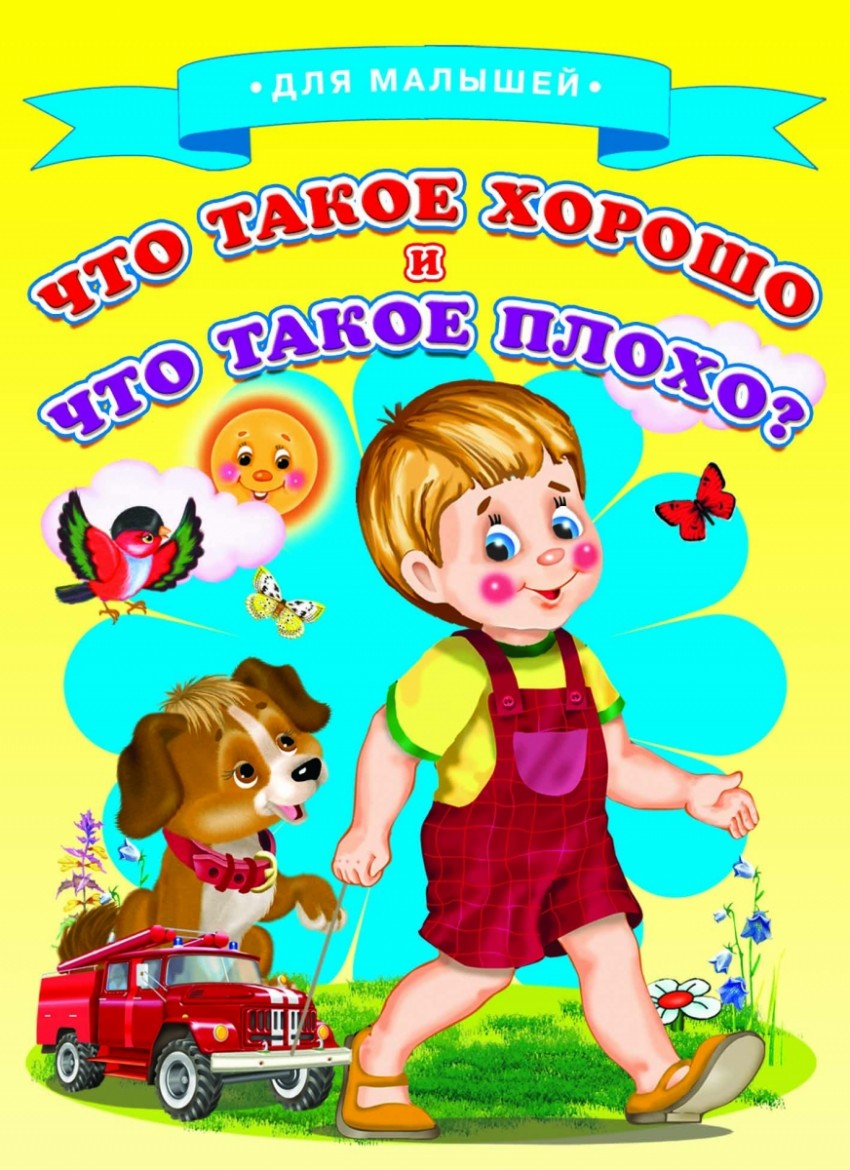 • ДЛЯ МАЛЫШЕЙ •
ЧТО ТАКОЕ ХОРОШО
И
ЧТО ТАКОЕ ПЛОХО?